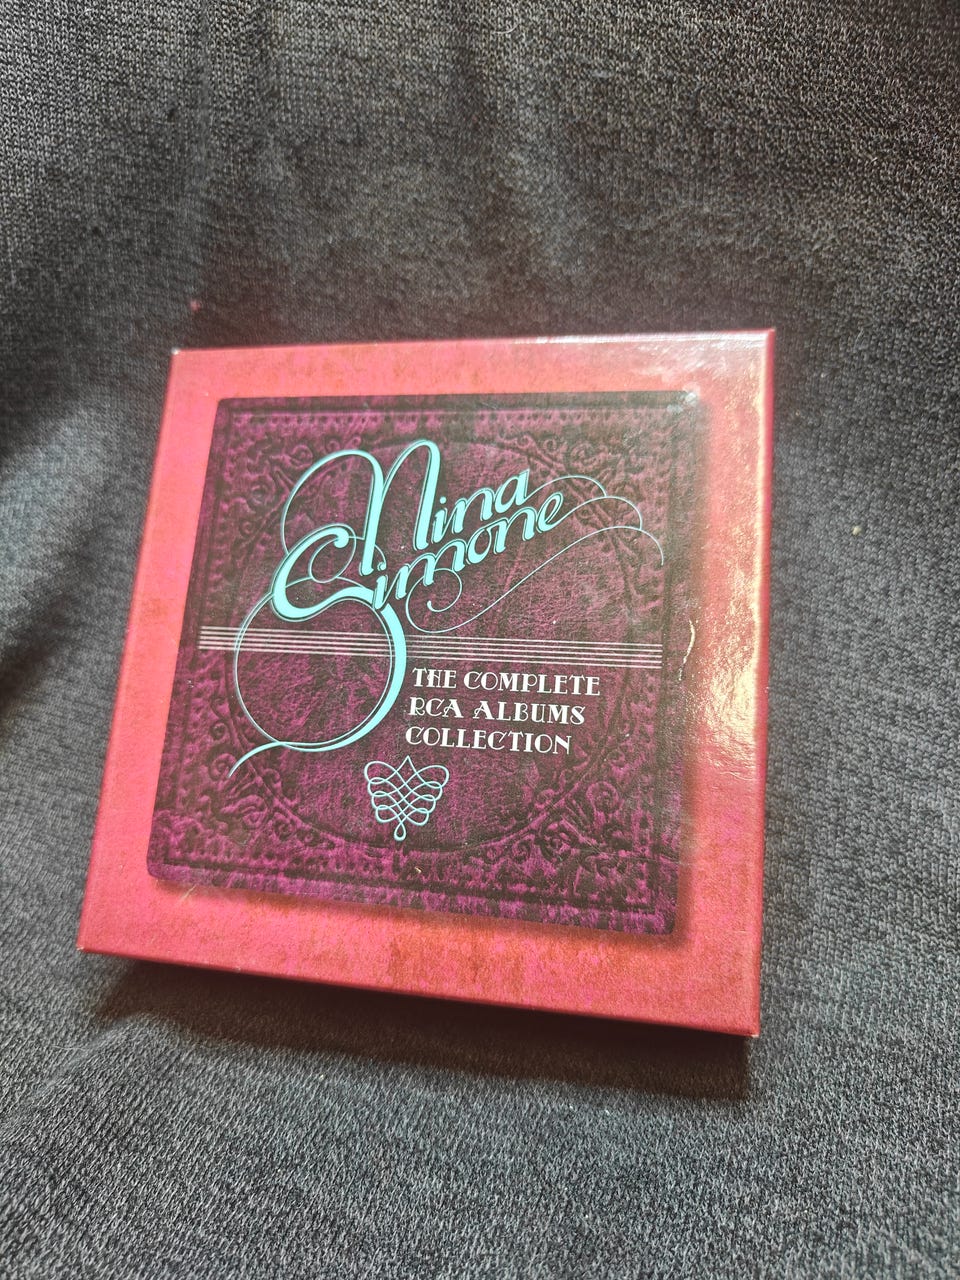 Nina
Simone
THE COMPLETE
RCA ALBUMS
COLLECTION